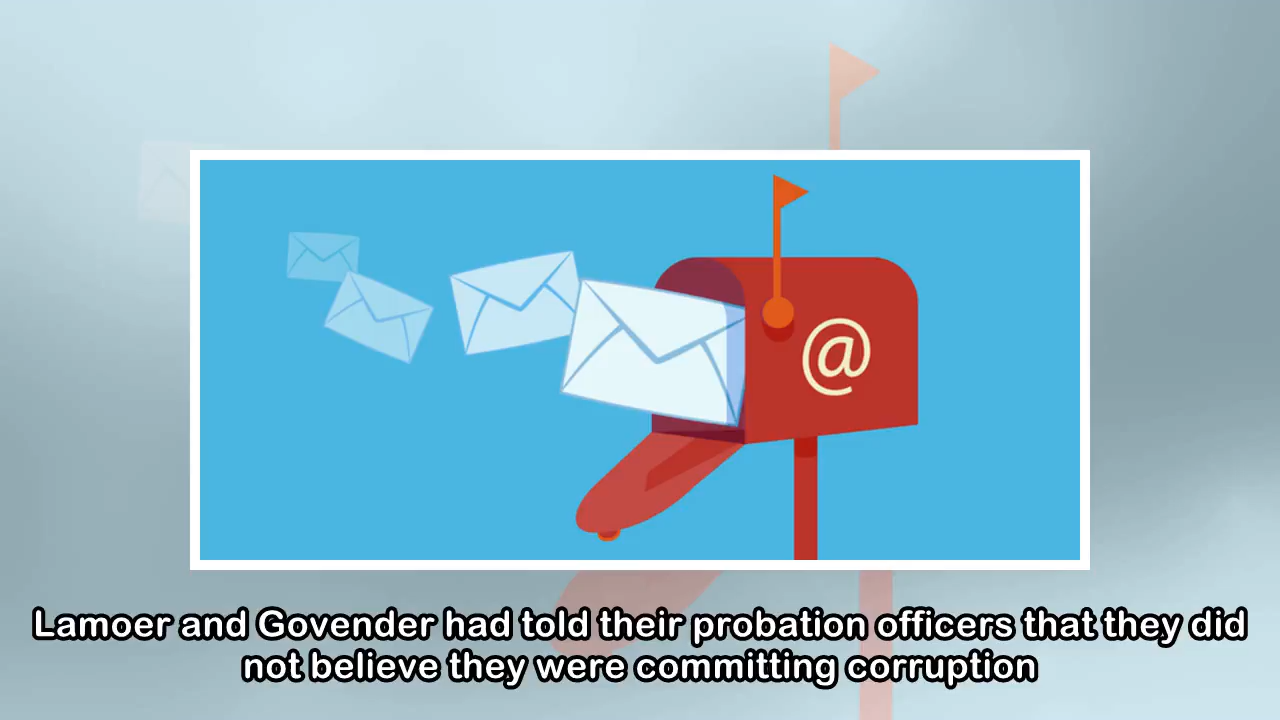 @
Lamoer and Govender had told their probation officers that they did
not believe they were committing corruption